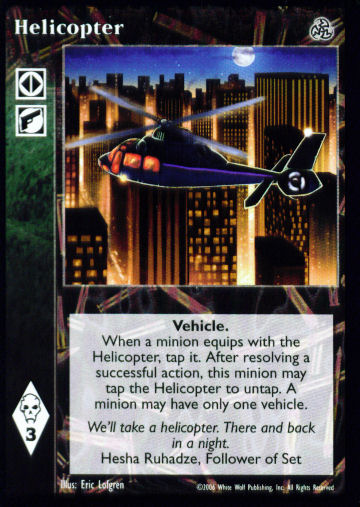 Helicopter
Vehicle.
When a minion equips with the
Helicopter, tap it. After resolving a
successful action, this minion may
tap the Helicopter to untap. A
minion may have only one vehicle.
We'll take a helicopter. There and back
in a night.
Hesha Ruhadze, Follower of Set
3
Illus: Eric Lofgren
©2006 White Wolf Publishing, Inc. All Rights Reserved